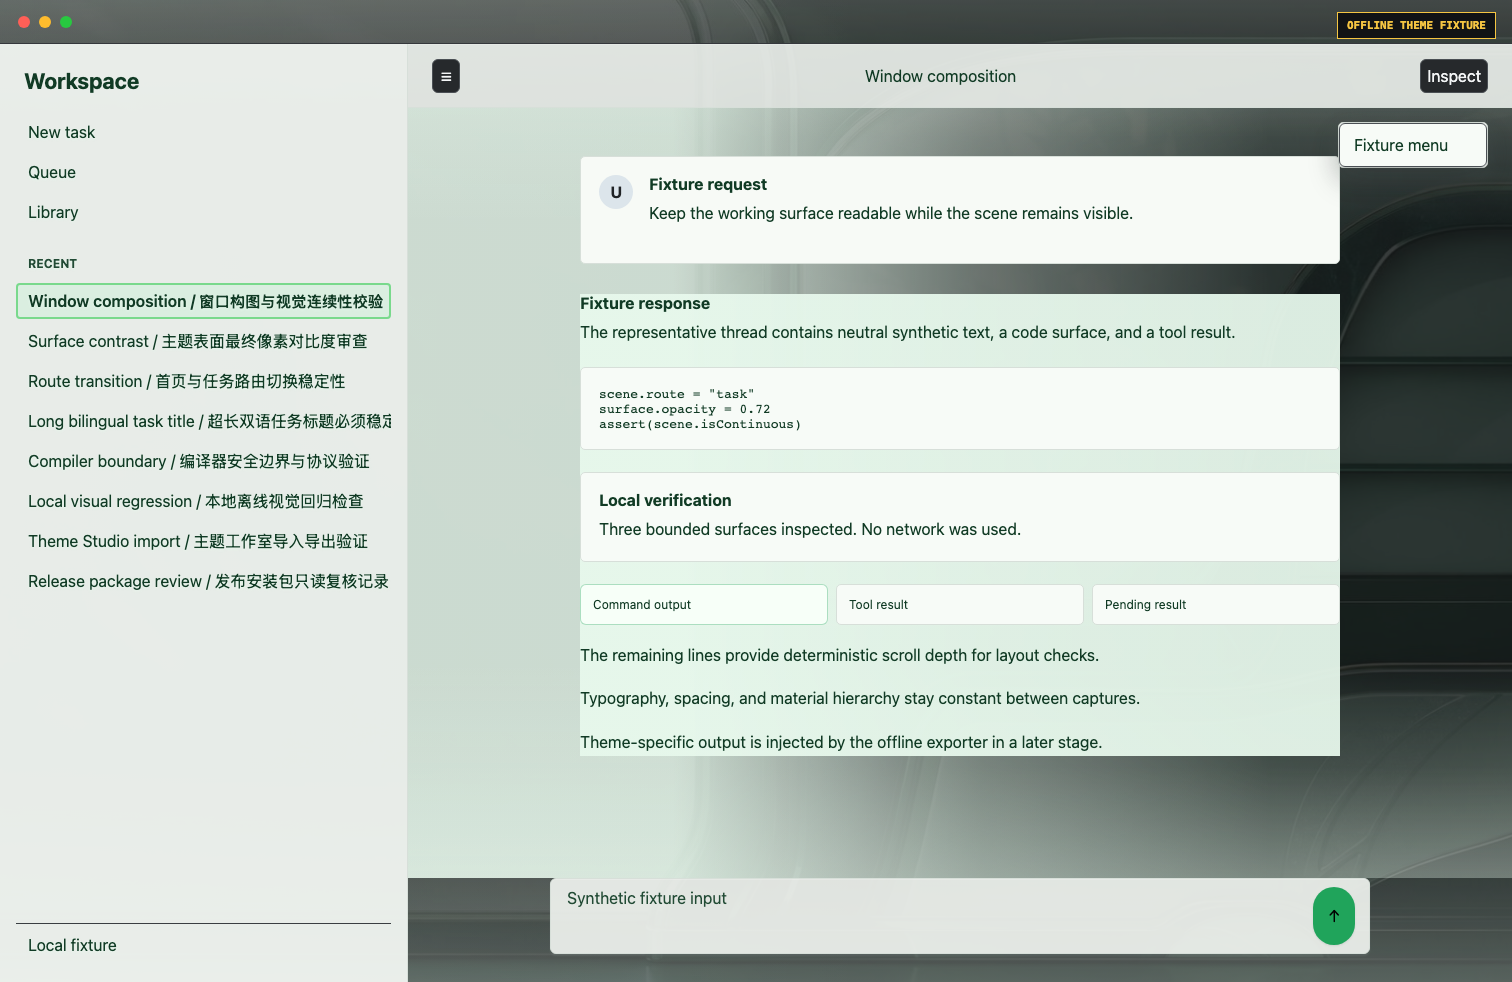 OFFLINE THEME FIXTURE
Workspace
New task
Queue
Library
RECENT
Window composition / 窗口构图与视觉连续性校验
Surface contrast / 主题表面最终像素对比度审查
Route transition / 首页与任务路由切换稳定性
Long bilingual task title / 超长双语任务标题必须稳定
Compiler boundary / 编译器安全边界与协议验证
Local visual regression / 本地离线视觉回归检查
Theme Studio import / 主题工作室导入导出验证
Release package review / 发布安装包只读复核记录
Local fixture
Window composition
Inspect
Fixture menu
U
Fixture request
Keep the working surface readable while the scene remains visible.
Fixture response
The representative thread contains neutral synthetic text, a code surface, and a tool result.
scene.route = "task"
surface.opacity = 0.72
assert(scene.isContinuous)
Local verification
Three bounded surfaces inspected. No network was used.
Command output
Tool result
Pending result
The remaining lines provide deterministic scroll depth for layout checks.
Typography, spacing, and material hierarchy stay constant between captures.
Theme-specific output is injected by the offline exporter in a later stage.
Synthetic fixture input